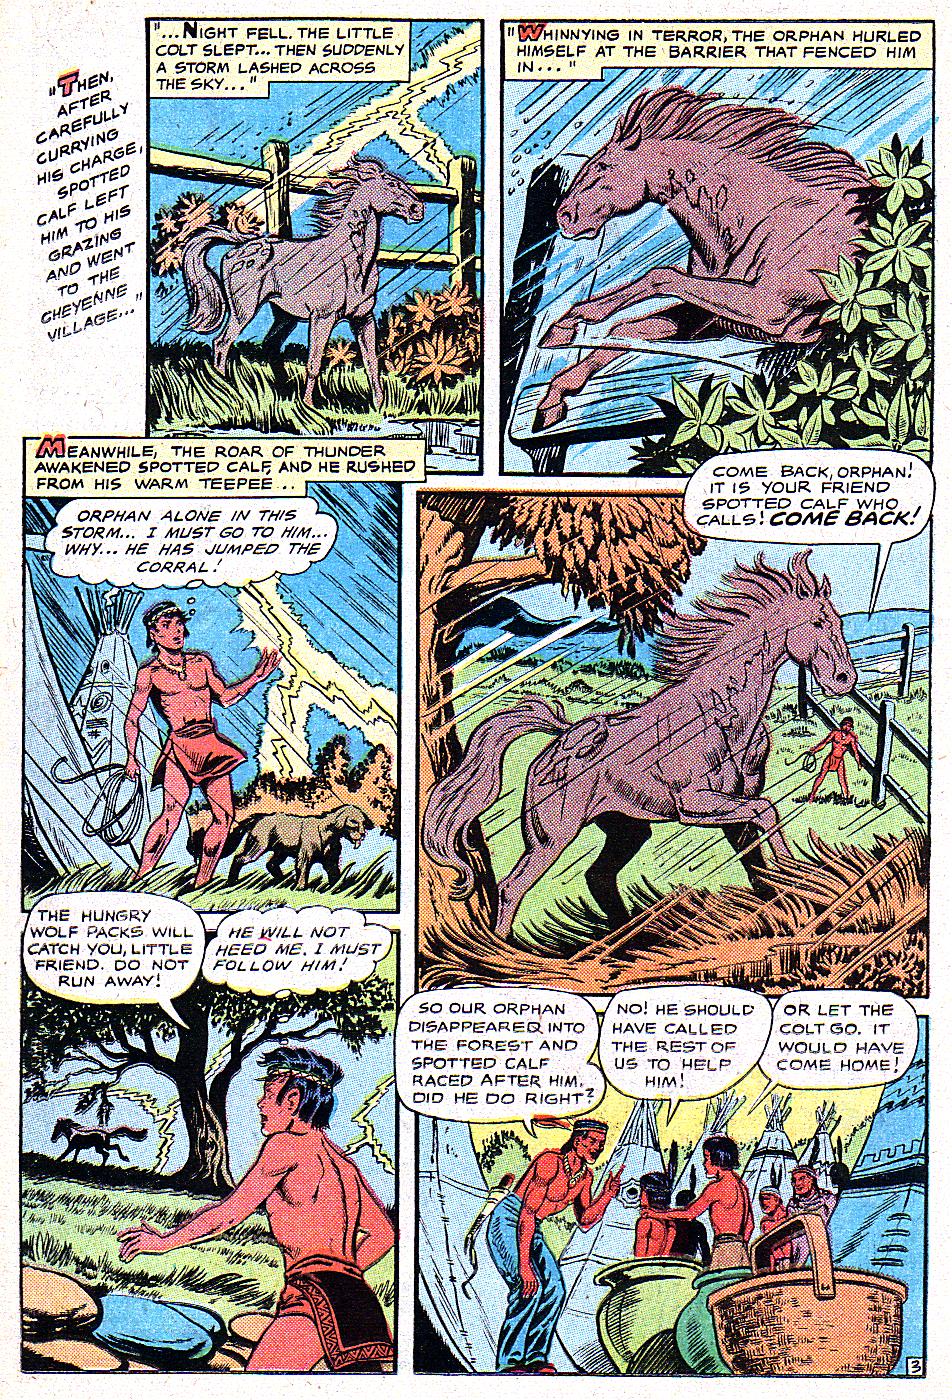 "THEN,
AFTER
CAREFULLY
CURRYING
HIS CHARGE,
SPOTTED
CALF LEFT
HIM TO HIS
GRAZING
AND WENT
TO THE
CHEYENNE
VILLAGE..."
"...NIGHT FELL. THE LITTLE
COLT SLEPT... THEN SUDDENLY
A STORM LASHED ACROSS
THE SKY..."
"WHINNYING IN TERROR, THE ORPHAN HURLED
HIMSELF AT THE BARRIER THAT FENCED HIM
IN..."
MEANWHILE, THE ROAR OF THUNDER
AWAKENED SPOTTED CALF, AND HE RUSHED
FROM HIS WARM TEEPEE...
ORPHAN ALONE IN THIS
STORM... I MUST GO TO HIM...
WHY... HE HAS JUMPED THE
CORRAL!
COME BACK, ORPHAN!
IT IS YOUR FRIEND
SPOTTED CALF WHO
CALLS! COME BACK!
THE HUNGRY
WOLF PACKS WILL
CATCH YOU, LITTLE
FRIEND. DO NOT
RUN AWAY!
HE WILL NOT
HEED ME. I MUST
FOLLOW HIM!
SO OUR ORPHAN
DISAPPEARED INTO
THE FOREST AND
SPOTTED CALF
RACED AFTER HIM.
DID HE DO RIGHT?
NO! HE SHOULD
HAVE CALLED
THE REST OF
US TO HELP
HIM!
OR LET THE
COLT GO. IT
WOULD HAVE
COME HOME!
3